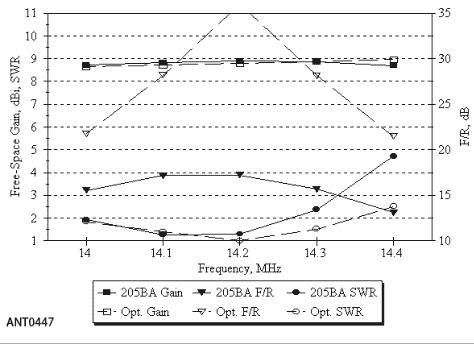 11
10
9
8
7
6
5
4
3
2
1
Free-Space Gain, dBi, SWR
35
30
25
20
15
10
F/R, dB
14 14.1 14.2 14.3 14.4
Frequency, MHz
205BA Gain 205BA F/R 205BA SWR
Opt. Gain Opt. F/R Opt. SWR
ANT0447